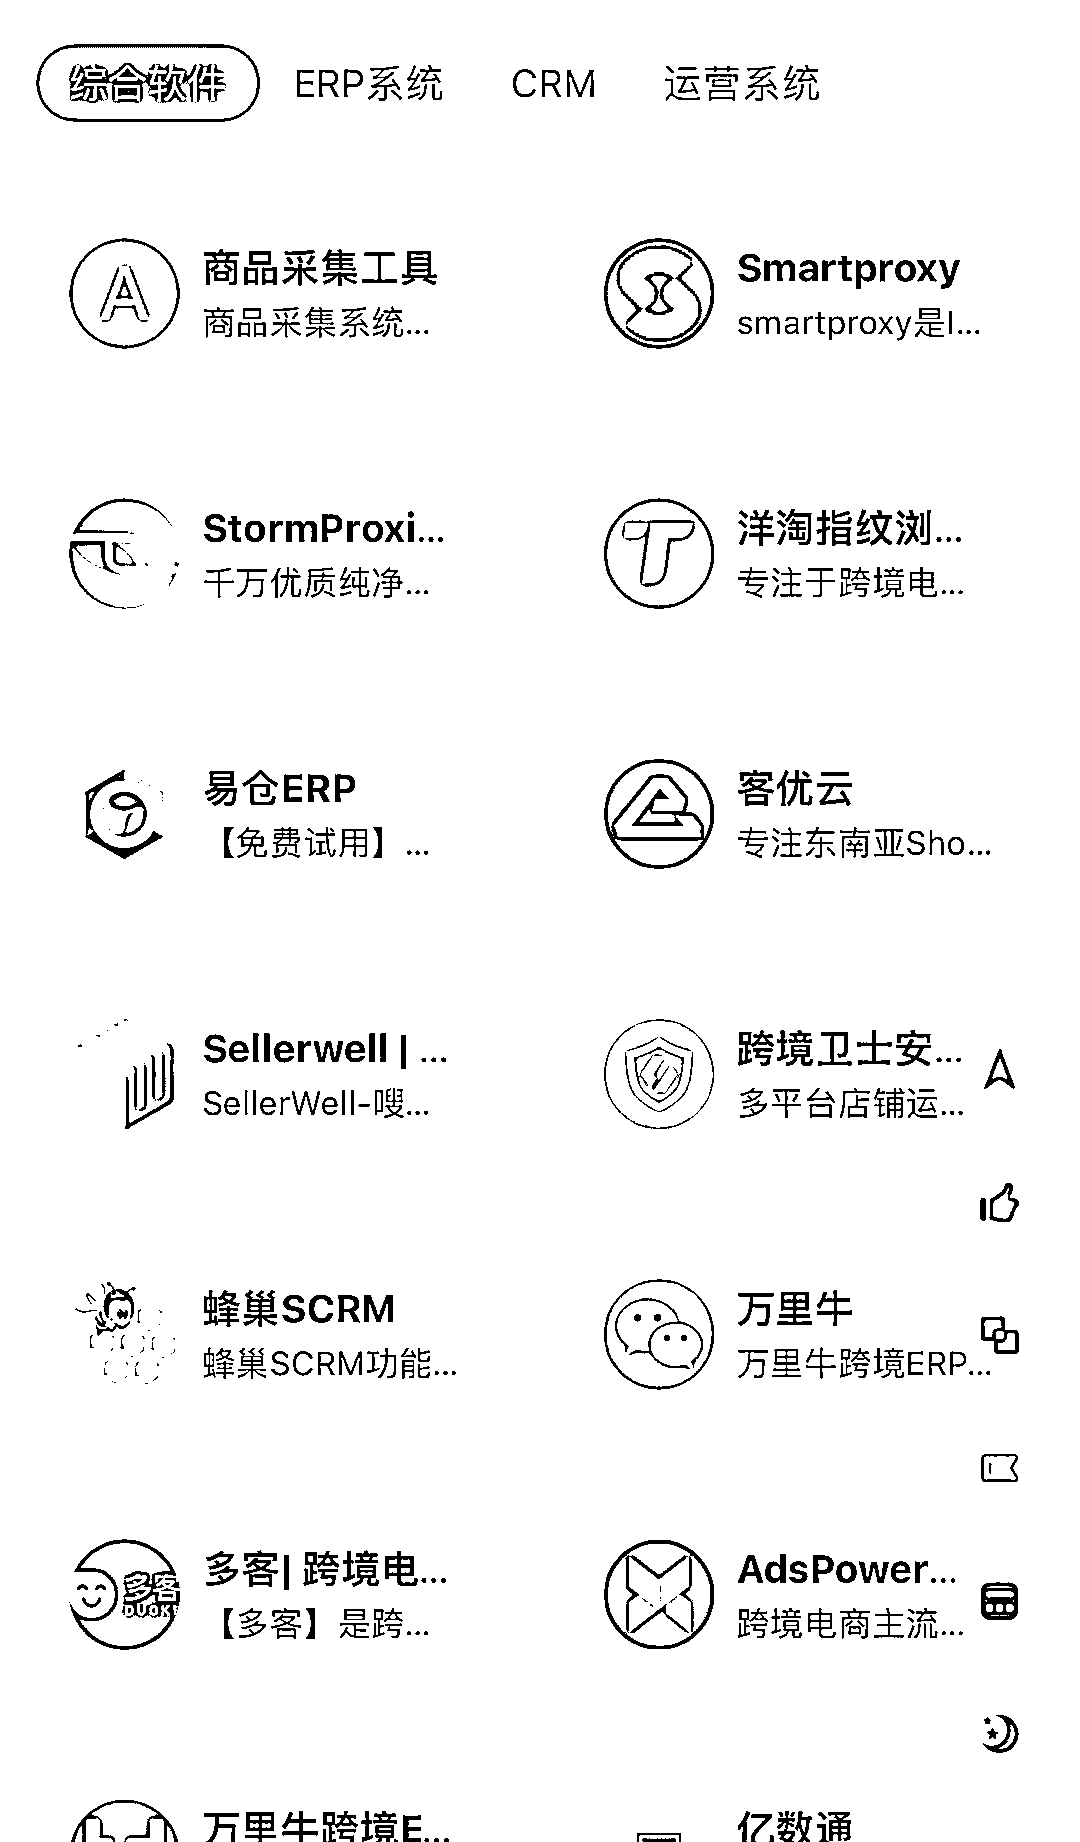 综合软件 ERP系统 CRM 运营系统
商品采集工具
商品采集系统...
Smartproxy
smartproxy是I...
StormProxi...
千万优质纯净...
洋淘指纹浏...
专注于跨境电...
易仓ERP
【免费试用】 ...
客优云
专注东南亚Sho...
Sellerwell | ...
SellerWell-嗖...
跨境卫士安...
多平台店铺运...
蜂巢SCRM
蜂巢SCRM功能...
万里牛
万里牛跨境ERP...
多客
DUOKE
多客| 跨境电...
【多客】是跨...
AdsPower...
跨境电商主流...
万里牛跨境E...
亿数通